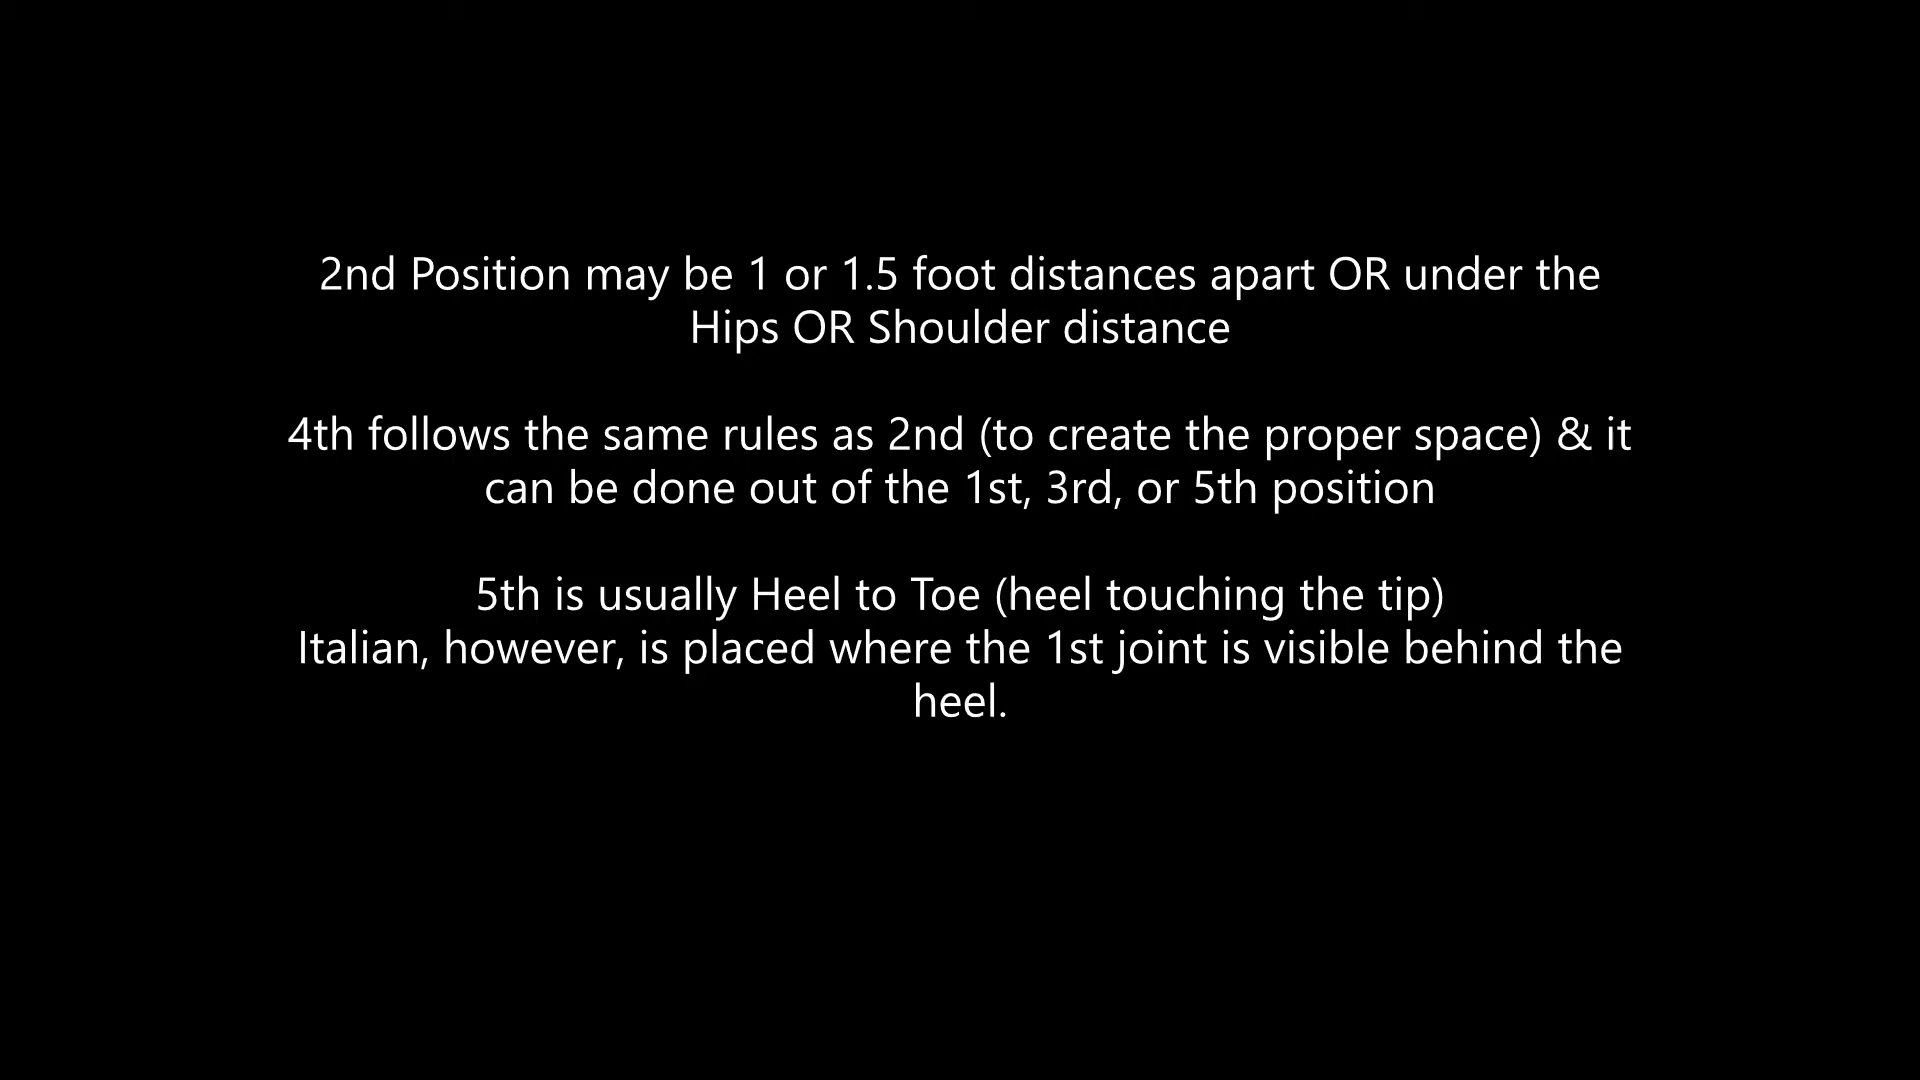 2nd Position may be 1 or 1.5 foot distances apart OR under the
Hips OR Shoulder distance
4th follows the same rules as 2nd (to create the proper space) & it
can be done out of the 1st, 3rd, or 5th position
5th is usually Heel to Toe (heel touching the tip)
Italian, however, is placed where the 1st joint is visible behind the
heel.